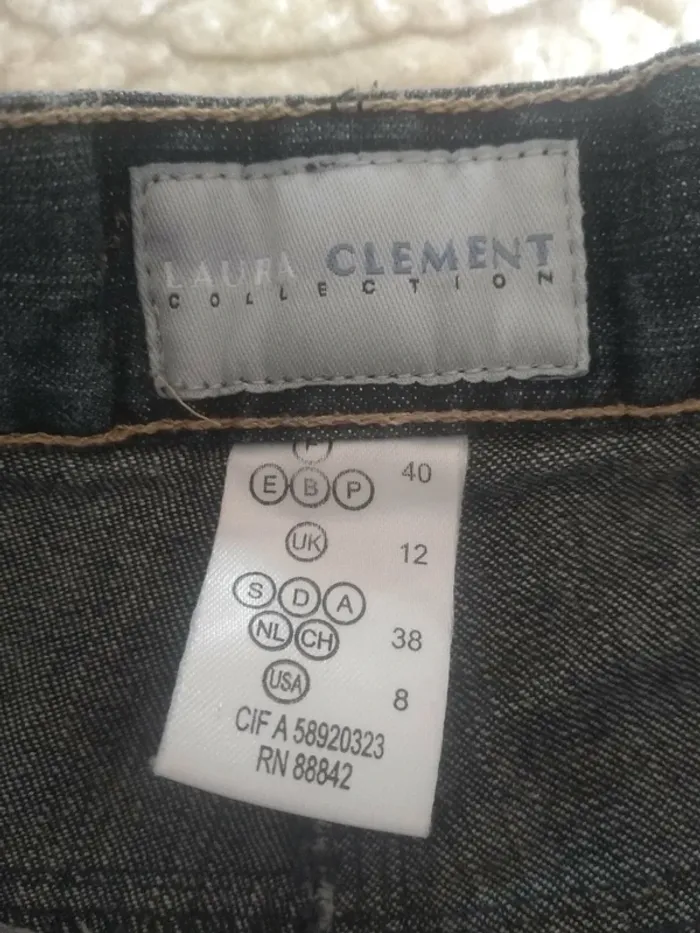 LAURA CLEMENT
COLLECTION
F
E B P 40
UK 12
S D A
NL CH 38
USA 8
CIF A 58920323
RN 88842